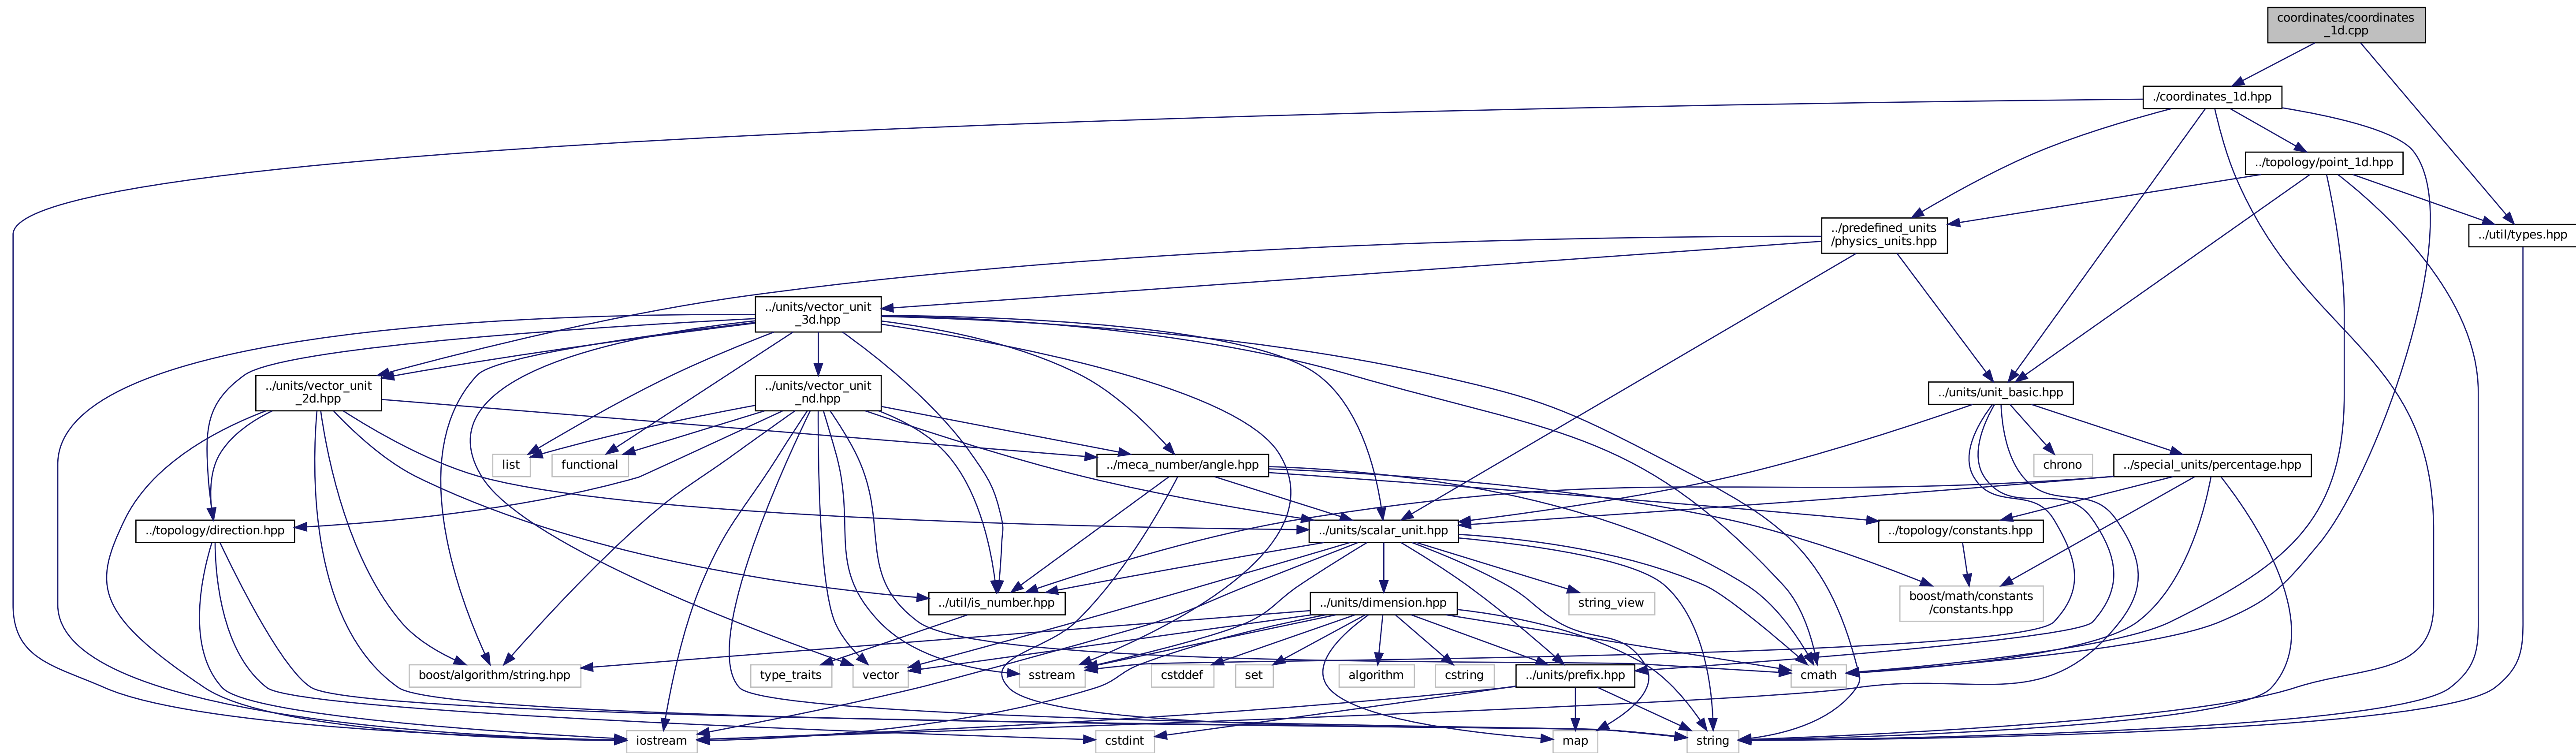 coordinates/coordinates
_1d.cpp
./coordinates_1d.hpp
../topology/point_1d.hpp
../predefined_units
/physics_units.hpp
../util/types.hpp
../units/vector_unit
_3d.hpp
../units/vector_unit
_2d.hpp
../units/vector_unit
_nd.hpp
../units/unit_basic.hpp
list
functional
../meca_number/angle.hpp
chrono
../special_units/percentage.hpp
../topology/direction.hpp
../units/scalar_unit.hpp
../topology/constants.hpp
../util/is_number.hpp
../units/dimension.hpp
string_view
boost/math/constants
/constants.hpp
boost/algorithm/string.hpp
type_traits
vector
sstream
cstddef
set
algorithm
cstring
../units/prefix.hpp
cmath
iostream
cstdint
map
string